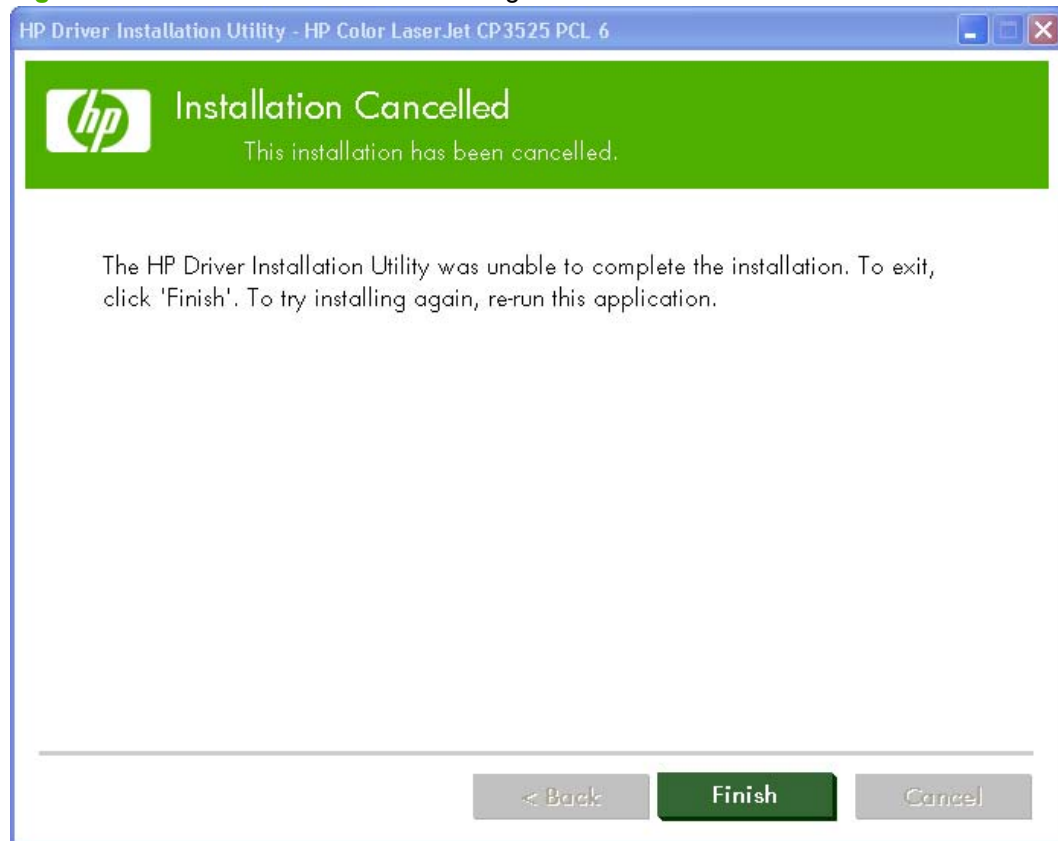 HP Driver Installation Utility - HP Color LaserJet CP3525 PCL 6
hp
Installation Cancelled
This installation has been cancelled.
The HP Driver Installation Utility was unable to complete the installation. To exit,
click 'Finish'. To try installing again, re-run this application.
< Back
Finish
Cancel